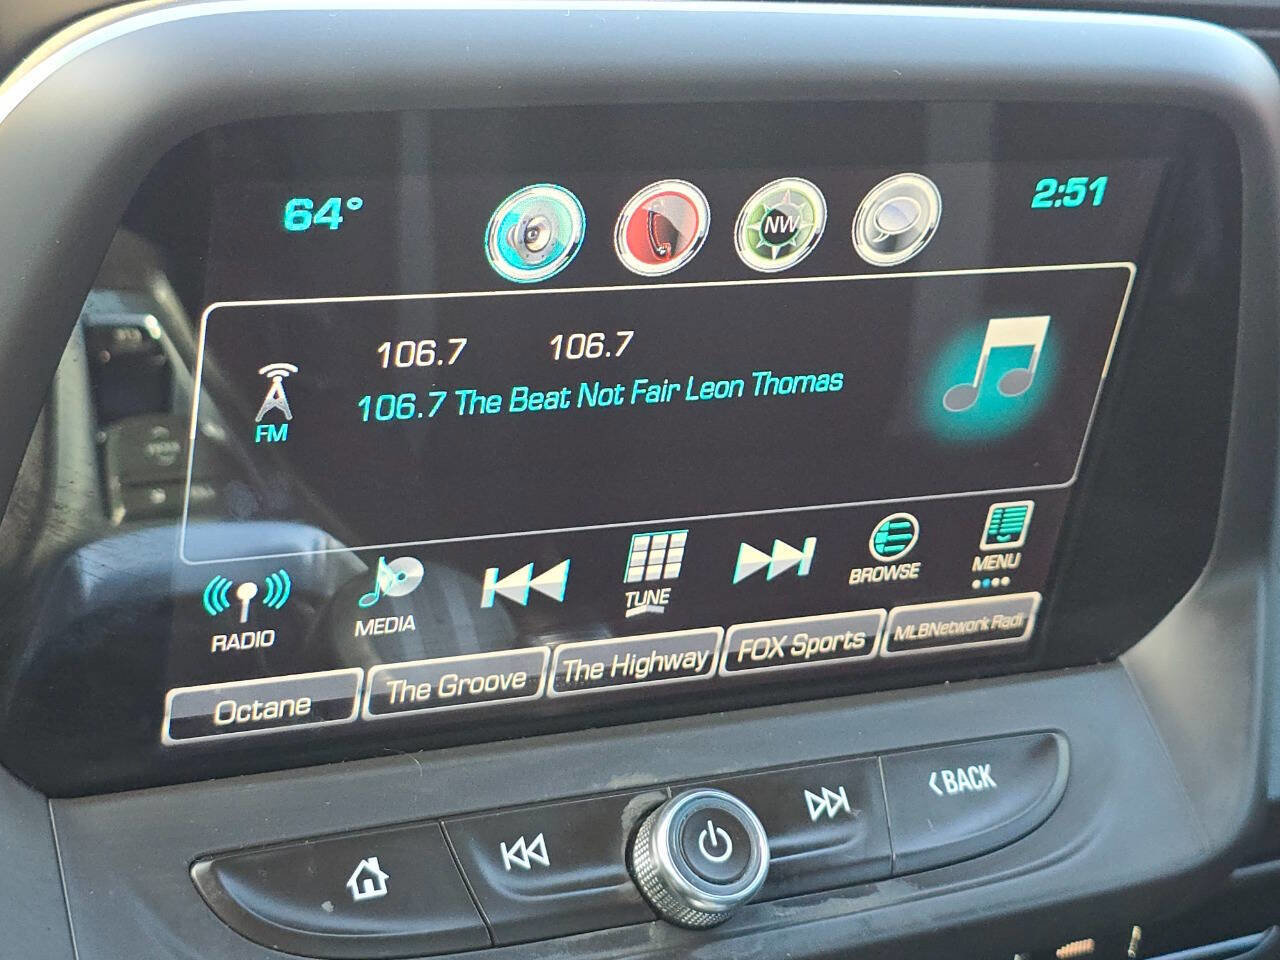 64°
NW
2:51
106.7 106.7
FM
106.7 The Beat Not Fair Leon Thomas
RADIO
MEDIA
TUNE
BROWSE
MENU
Octane
The Groove
The Highway
FOX Sports
MLBNetwork Radi
BACK